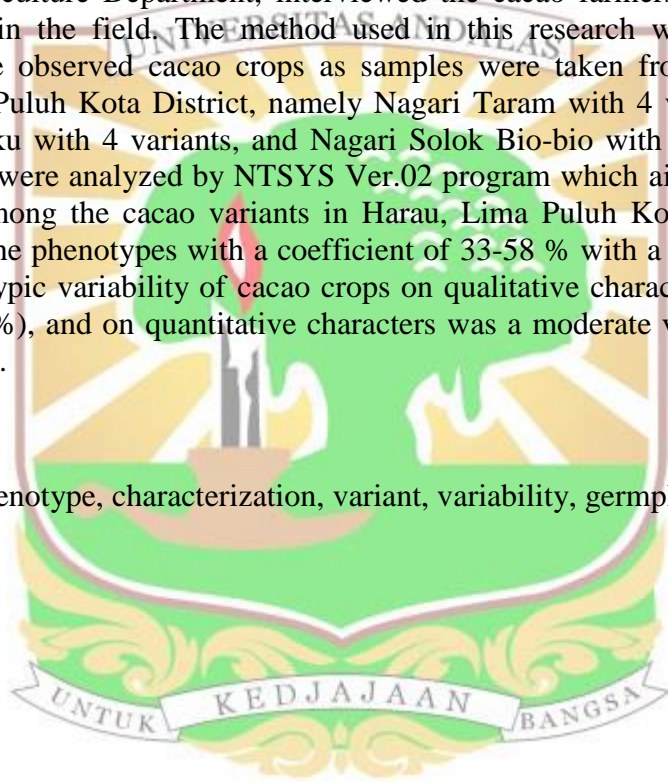 culture Department, interviewed the cacao farmers
in the field. The method used in this research w
observed cacao crops as samples were taken fro
Puluh Kota District, namely Nagari Taram with 4 v
ku with 4 variants, and Nagari Solok Bio-bio with
were analyzed by NTSYS Ver.02 program which ai
mong the cacao variants in Harau, Lima Puluh Ko
ne phenotypes with a coefficient of 33-58 % with a
ypic variability of cacao crops on qualitative charac
%), and on quantitative characters was a moderate v
.
enotype, characterization, variant, variability, germpl
UNIVERSITAS ANDALAS
UNTUK KEDJAJAAN BANGSA